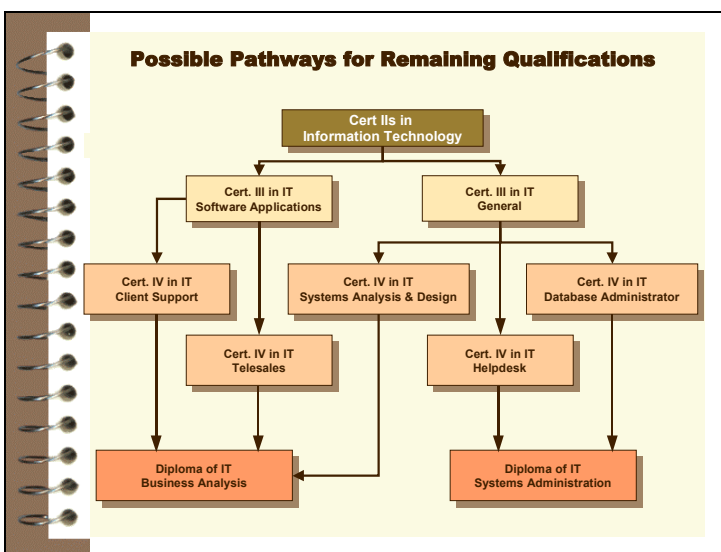 Possible Pathways for Remaining Qualifications
Cert IIs in
Information Technology
Cert. III in IT
Software Applications
Cert. III in IT
General
Cert. IV in IT
Client Support
Cert. IV in IT
Systems Analysis & Design
Cert. IV in IT
Database Administrator
Cert. IV in IT
Telesales
Cert. IV in IT
Helpdesk
Diploma of IT
Business Analysis
Diploma of IT
Systems Administration